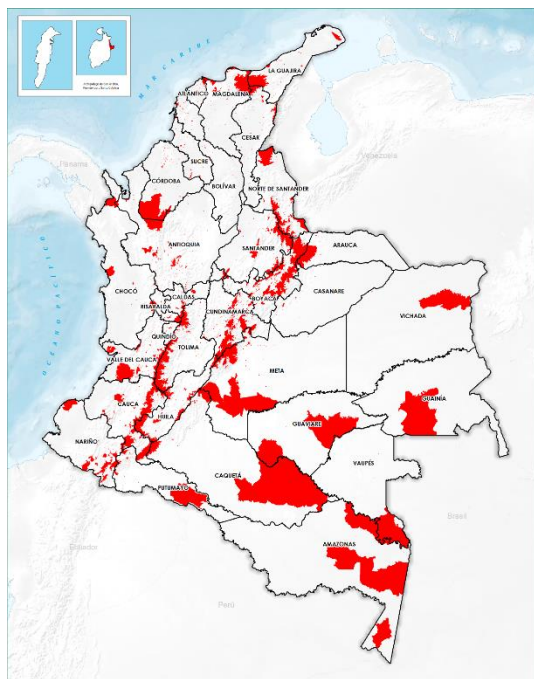 MAR CARIBE
LA GUAJIRA
ATLÁNTICO
MAGDALENA
CESAR
Panamá
Venezuela
SUCRE
CÓRDOBA
BOLÍVAR
NORTE DE SANTANDER
ANTIOQUIA
SANTANDER
ARAUCA
OCÉANO PACÍFICO
CHOCÓ
CALDAS
BOYACÁ
CASANARE
RISARALDA
CUNDINAMARCA
VICHADA
QUINDÍO
TOLIMA
VALLE DEL CAUCA
META
GUAINÍA
CAUCA
HUILA
GUAVIARE
NARIÑO
CAQUETÁ
VAUPÉS
PUTUMAYO
Brasil
Ecuador
AMAZONAS
Perú